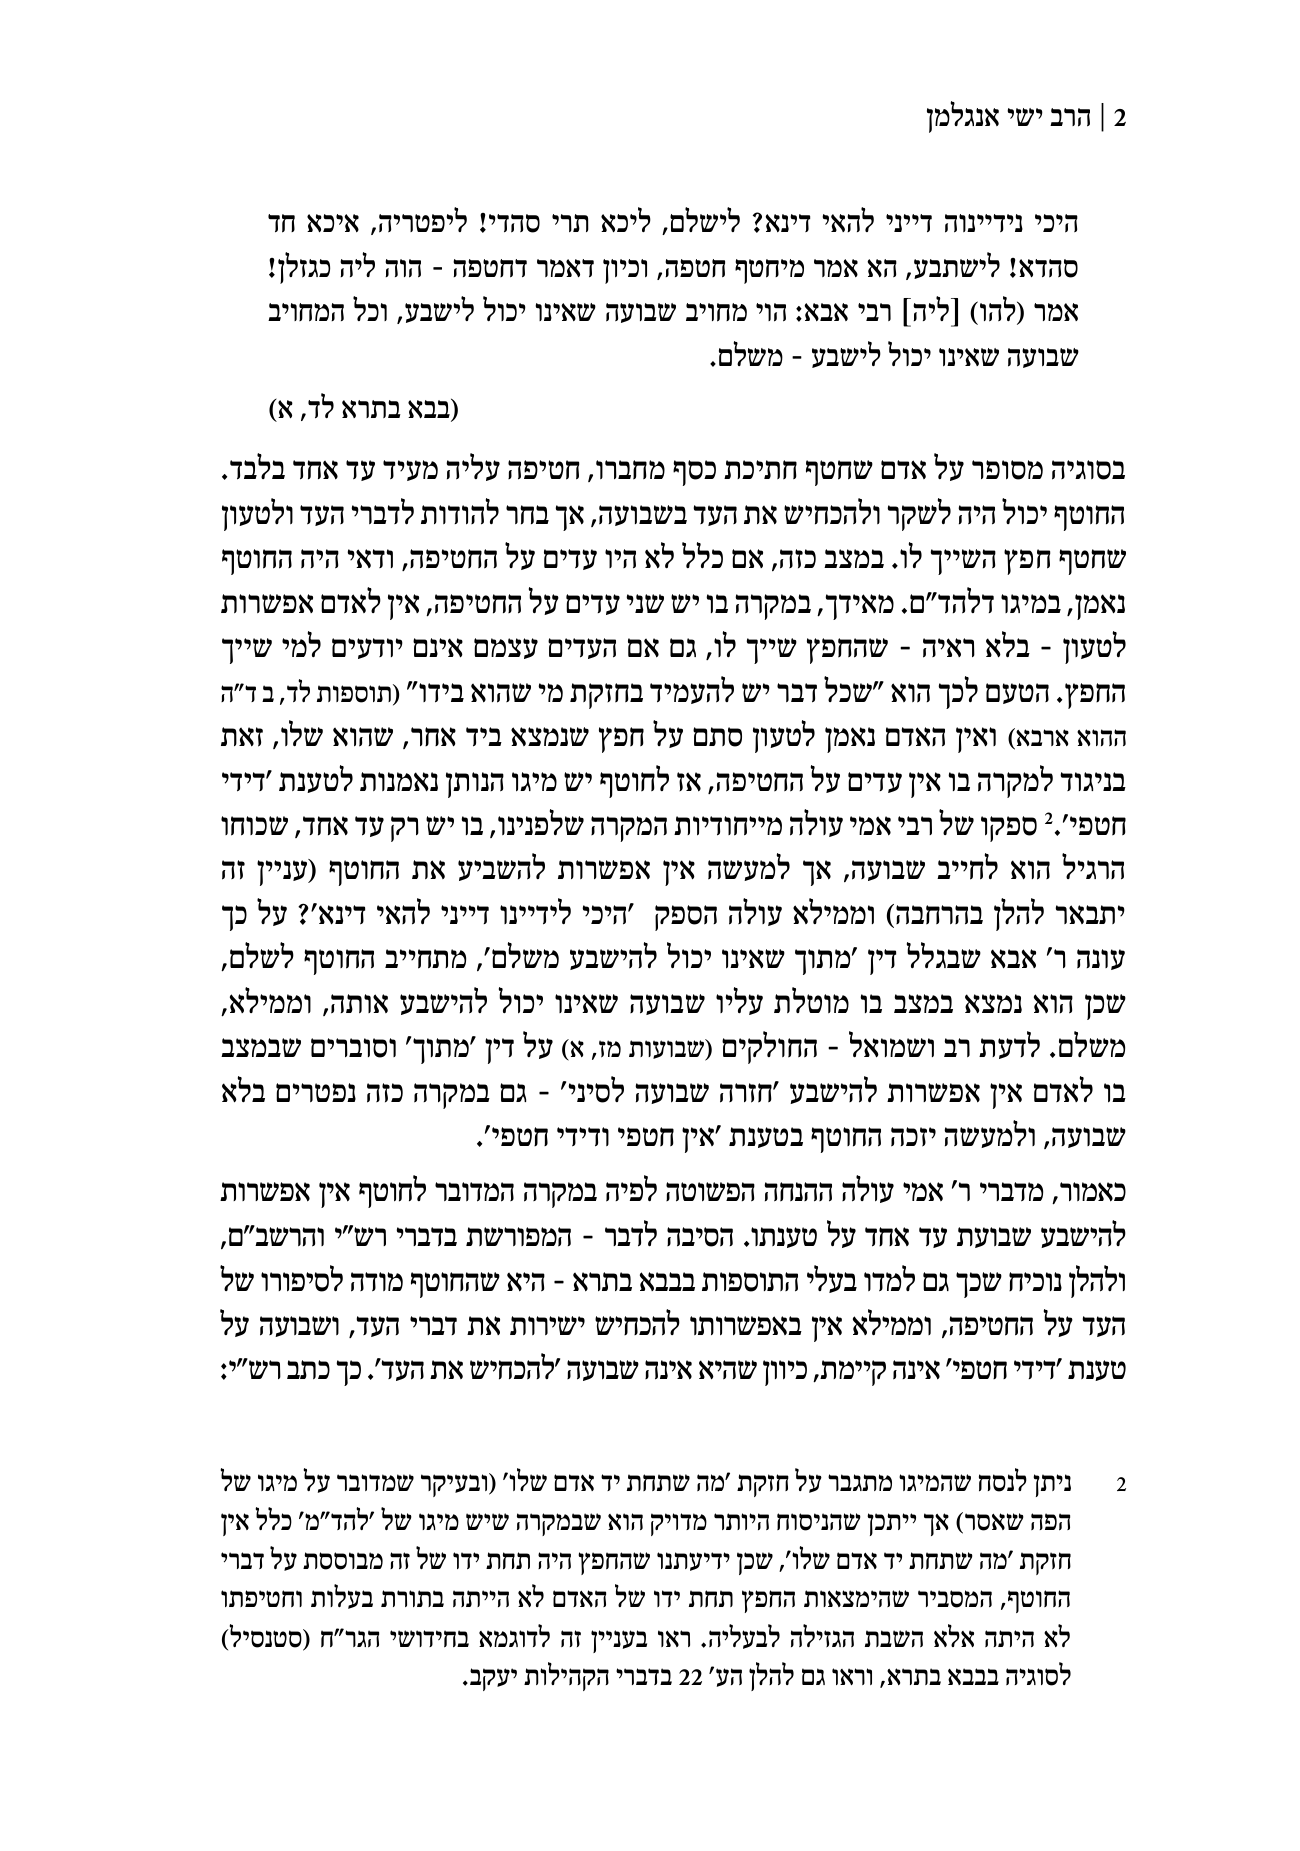 2 | הרב ישי אנגלמן
היכי נידיינוה דייני להאי דינא? לישלם, ליכא תרי סהדי! ליפטריה, איכא חד
סהדא! לישתבע, הא אמר מיחטף חטפה, וכיון דאמר דחטפה - הוה ליה כגזלן!
אמר (להו) [ליה] רבי אבא: הוי מחויב שבועה שאינו יכול לישבע, וכל המחויב
שבועה שאינו יכול לישבע - משלם.
(בבא בתרא לד, א)
בסוגיה מסופר על אדם שחטף חתיכת כסף מחברו, חטיפה עליה מעיד עד אחד בלבד.
החוטף יכול היה לשקר ולהכחיש את העד בשבועה, אך בחר להודות לדברי העד ולטעון
שחטף חפץ השייך לו. במצב כזה, אם כלל לא היו עדים על החטיפה, ודאי היה החוטף
נאמן, במיגו דלהד"ם. מאידך, במקרה בו יש שני עדים על החטיפה, אין לאדם אפשרות
לטעון - בלא ראיה - שהחפץ שייך לו, גם אם העדים עצמם אינם יודעים למי שייך
החפץ. הטעם לכך הוא "שכל דבר יש להעמיד בחזקת מי שהוא בידו" (תוספות לד, ב ד"ה
ההוא ארבא) ואין האדם נאמן לטעון סתם על חפץ שנמצא ביד אחר, שהוא שלו, זאת
בניגוד למקרה בו אין עדים על החטיפה, אז לחוטף יש מיגו הנותן נאמנות לטענת 'דידי
חטפי'.2 ספקו של רבי אמי עולה מייחודיות המקרה שלפנינו, בו יש רק עד אחד, שכוחו
הרגיל הוא לחייב שבועה, אך למעשה אין אפשרות להשביע את החוטף (עניין זה
יתבאר להלן בהרחבה) וממילא עולה הספק 'היכי לידיינו דייני להאי דינא'? על כך
עונה ר' אבא שבגלל דין 'מתוך שאינו יכול להישבע משלם', מתחייב החוטף לשלם,
שכן הוא נמצא במצב בו מוטלת עליו שבועה שאינו יכול להישבע אותה, וממילא,
משלם. לדעת רב ושמואל - החולקים (שבועות מז, א) על דין 'מתוך' וסוברים שבמצב
בו לאדם אין אפשרות להישבע 'חזרה שבועה לסיני' - גם במקרה כזה נפטרים בלא
שבועה, ולמעשה יזכה החוטף בטענת 'אין חטפי ודידי חטפי'.
כאמור, מדברי ר' אמי עולה ההנחה הפשוטה לפיה במקרה המדובר לחוטף אין אפשרות
להישבע שבועת עד אחד על טענתו. הסיבה לדבר - המפורשת בדברי רש"י והרשב"ם,
ולהלן נוכיח שכך גם למדו בעלי התוספות בבבא בתרא - היא שהחוטף מודה לסיפורו של
העד על החטיפה, וממילא אין באפשרותו להכחיש ישירות את דברי העד, ושבועה על
טענת 'דידי חטפי' אינה קיימת, כיוון שהיא אינה שבועה 'להכחיש את העד'. כך כתב רש"י:
2 ניתן לנסח שהמיגו מתגבר על חזקת 'מה שתחת יד אדם שלו' (ובעיקר שמדובר על מיגו של
הפה שאסר) אך ייתכן שהניסוח היותר מדויק הוא שבמקרה שיש מיגו של 'להד"מ' כלל אין
חזקת 'מה שתחת יד אדם שלו', שכן ידיעתנו שהחפץ היה תחת ידו של זה מבוססת על דברי
החוטף, המסביר שהימצאות החפץ תחת ידו של האדם לא הייתה בתורת בעלות וחטיפתו
לא היתה אלא השבת הגזילה לבעליה. ראו בעניין זה לדוגמא בחידושי הגר"ח (סטנסיל)
לסוגיה בבבא בתרא, וראו גם להלן הע' 22 בדברי הקהילות יעקב.